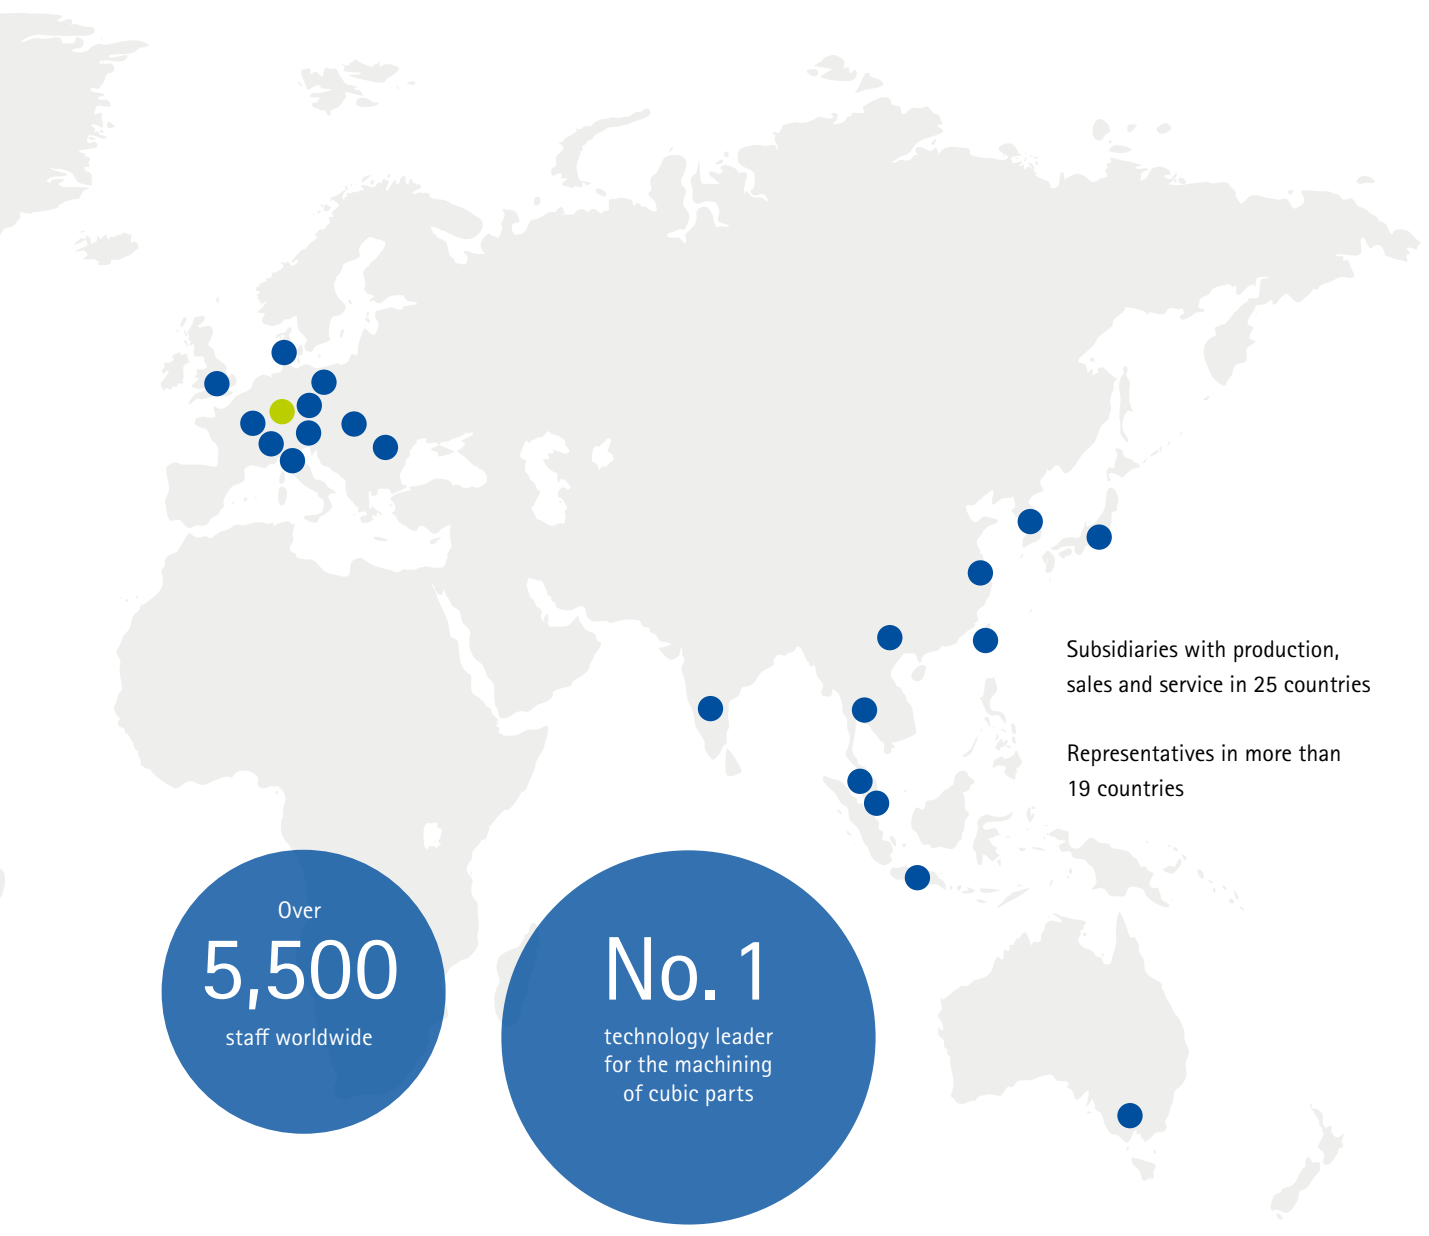 Subsidiaries with production,
sales and service in 25 countries
Representatives in more than
19 countries
Over
5,500
staff worldwide
No. 1
technology leader
for the machining
of cubic parts